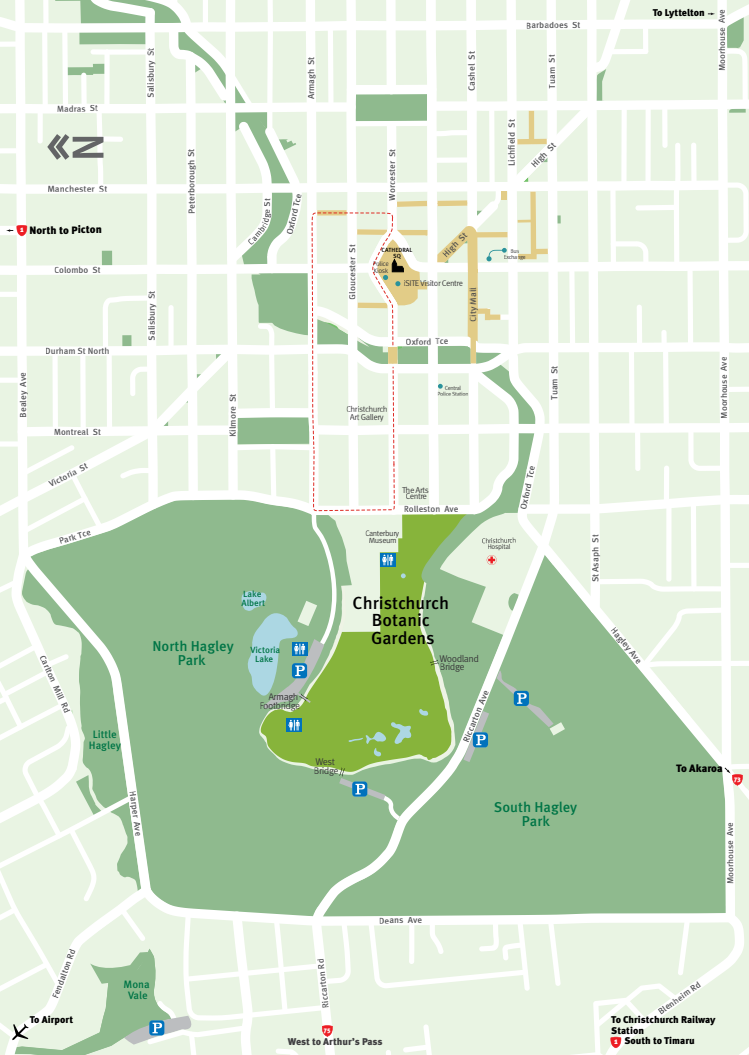 To Lyttelton
Barbadoes St
Moorhouse Ave
Salisbury St
Armagh St
Cashel St
Tuam St
Madras St
N
Peterborough St
Worcester St
Lichfield St
High St
Manchester St
Cambridge St
Oxford Tce
1
North to Picton
CATHEDRAL
SQ
High St
Bus
Exchange
Police
Kiosk
Colombo St
Gloucester St
iSITE Visitor Centre
City Mall
Salisbury St
Oxford Tce
Durham St North
Tuam St
Moorhouse Ave
Bealey Ave
Kilmore St
Central
Police Station
Christchurch
Art Gallery
Montreal St
Victoria St
The Arts
Centre
Rolleston Ave
Oxford Tce
Park Tce
Canterbury
Museum
Christchurch
Hospital
St Asaph St
Lake
Albert
Christchurch
Botanic
Gardens
North Hagley
Park
Victoria
Lake
P
Woodland
Bridge
Hagley Ave
Carlton Mill Rd
Armagh
Footbridge
P
Riccarton Ave
Little
Hagley
P
West
Bridge
P
To Akaroa
73
Harper Ave
South Hagley
Park
Moorhouse Ave
Deans Ave
Fendalton Rd
Mona
Vale
Riccarton Rd
Blenheim Rd
To Airport
P
73
West to Arthur's Pass
To Christchurch Railway
Station
1
South to Timaru